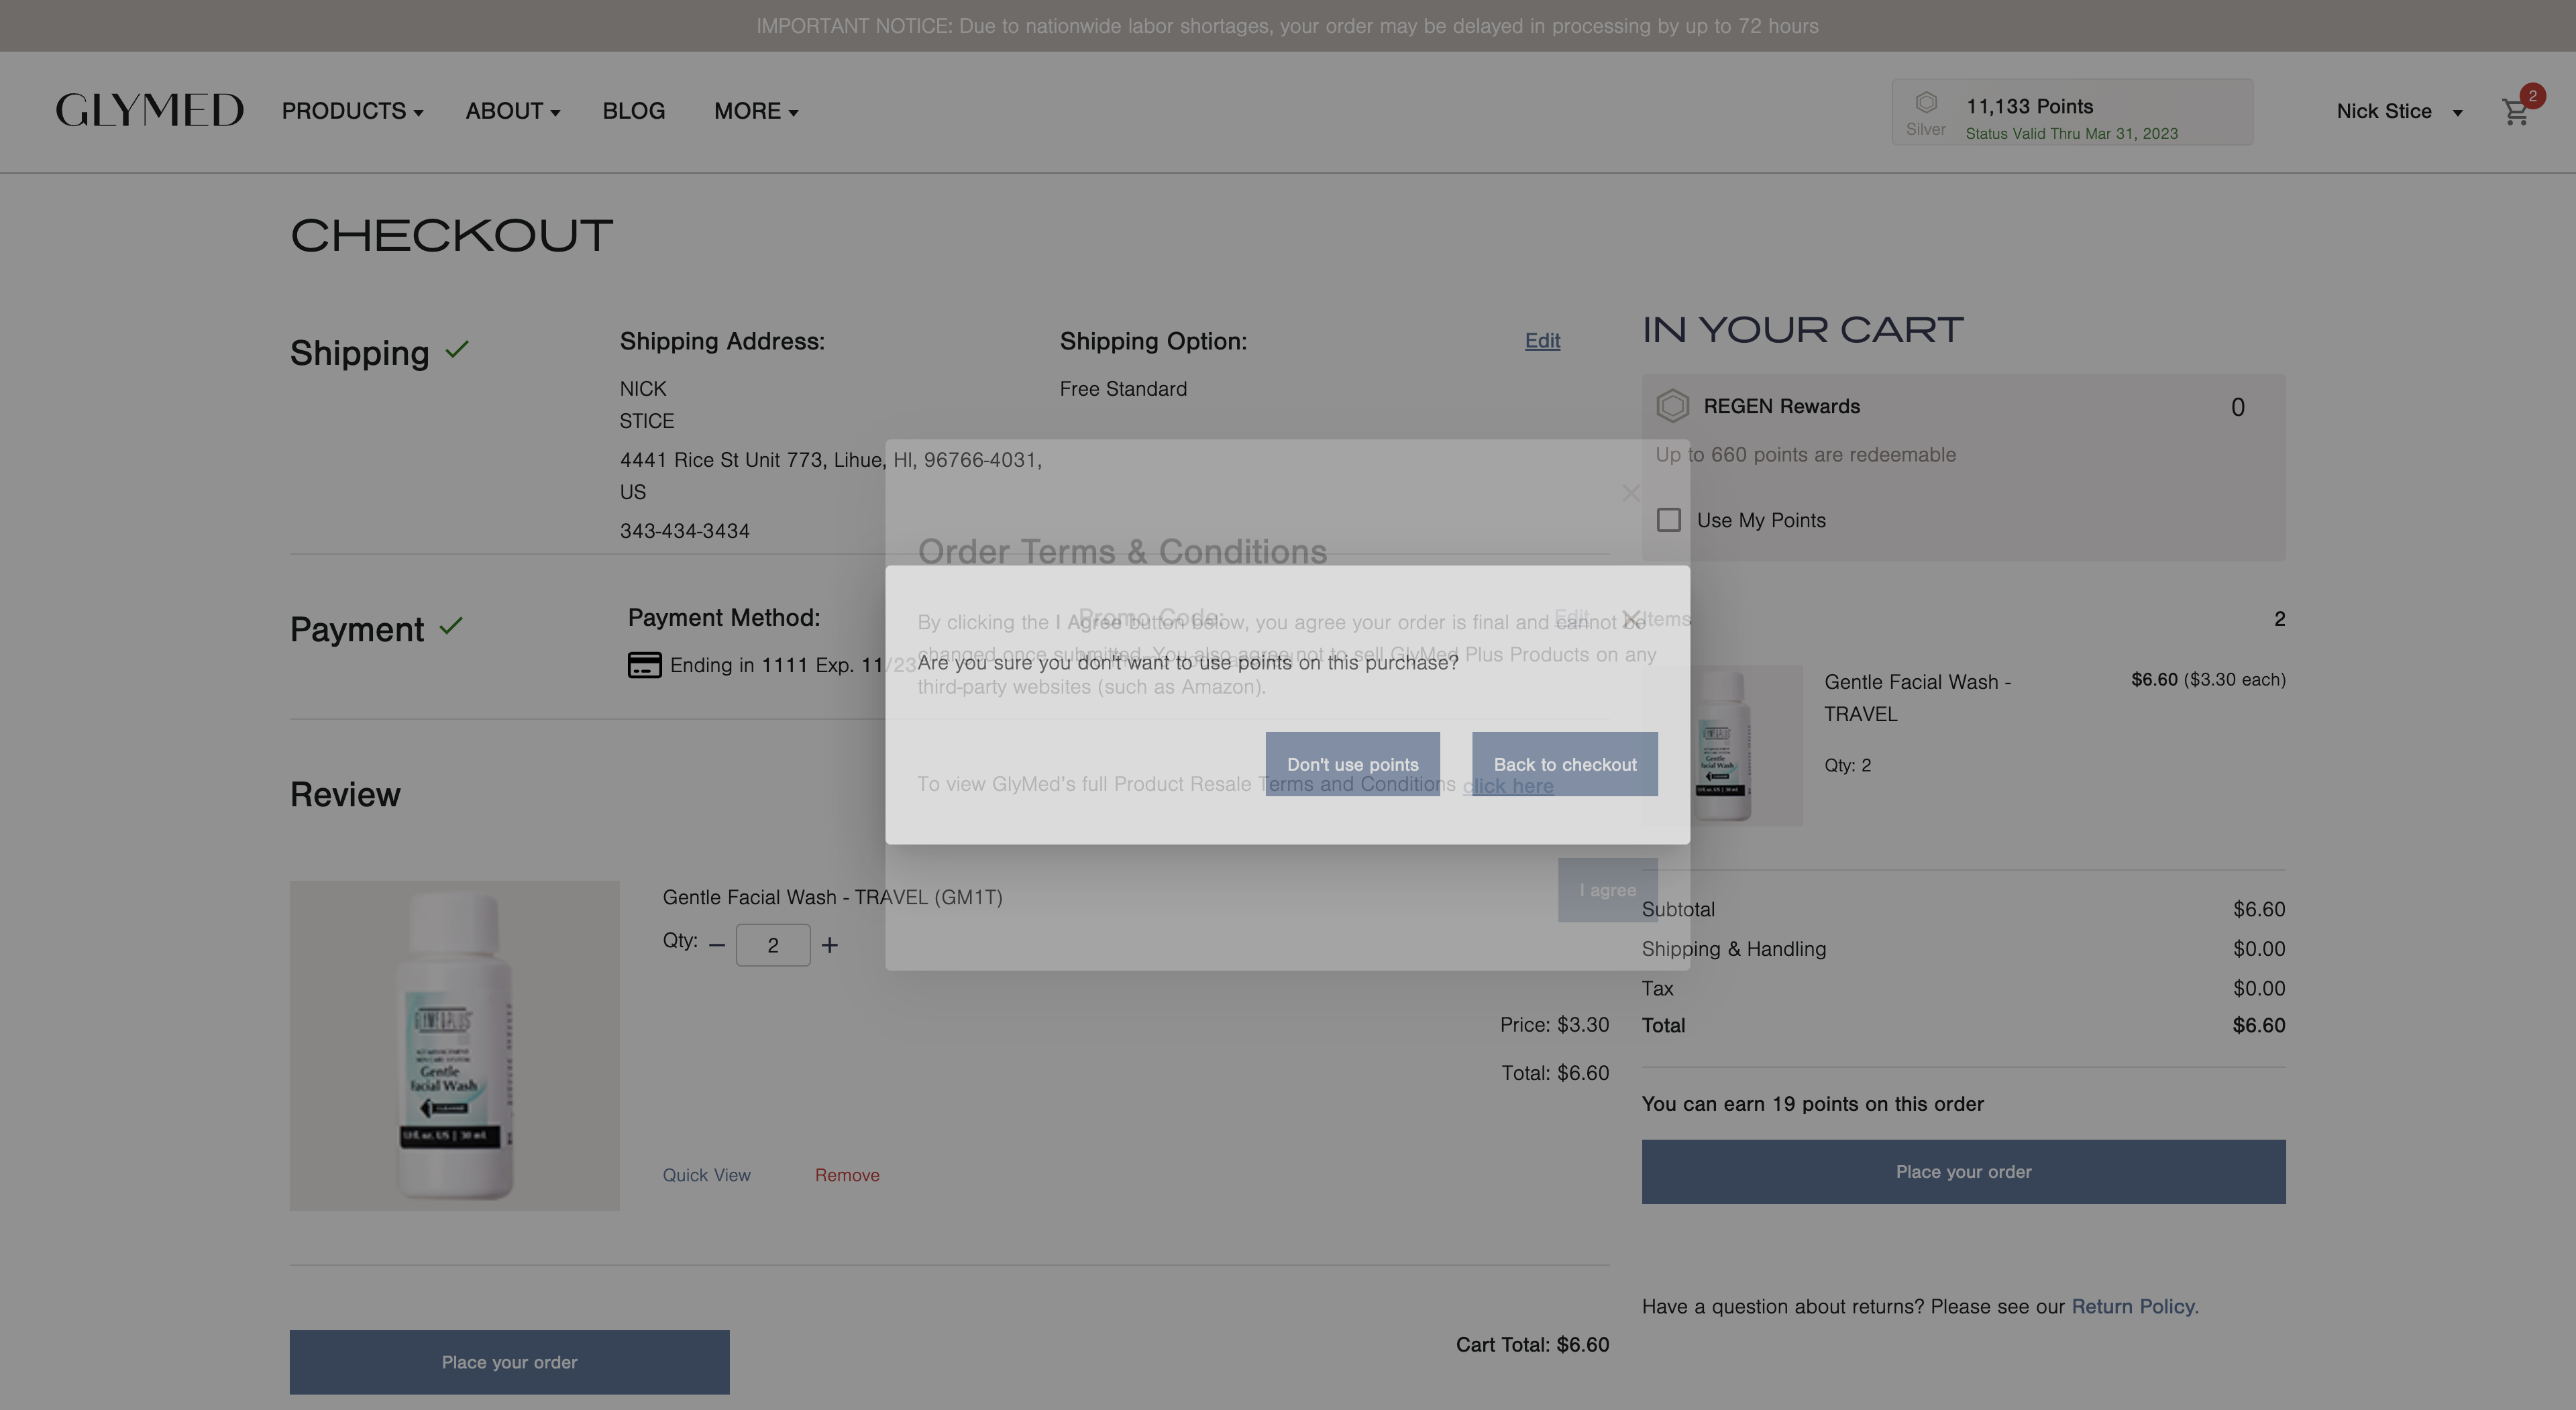 IMPORTANT NOTICE: Due to nationwide labor shortages, your order may be delayed in processing by up to 72 hours
GLYMED
PRODUCTS
ABOUT
BLOG
MORE
Silver
11,133 Points
Status Valid Thru Mar 31, 2023
Nick Stice
2
CHECKOUT
Shipping
Shipping Address:
NICK
STICE
4441 Rice St Unit 773, Lihue, HI, 96766-4031,
US
343-434-3434
Shipping Option:
Free Standard
Edit
Payment
Payment Method:
Ending in 1111 Exp. 11/23
Promo Code:
Edit
Order Terms & Conditions
By clicking the I Agree button below, you agree your order is final and cannot be
changed once submitted. You also agree not to sell GlyMed Plus Products on any
third-party websites (such as Amazon).
To view GlyMed's full Product Resale Terms and Conditions click here
I agree
Are you sure you don't want to use points on this purchase?
Don't use points
Back to checkout
Review
Gentle Facial Wash - TRAVEL (GM1T)
Qty:
2
Price: $3.30
Total: $6.60
Quick View
Remove
GLYMED PLUS
Gentle
Facial Wash
Place your order
Cart Total: $6.60
IN YOUR CART
REGEN Rewards
0
Up to 660 points are redeemable
Use My Points
Items
2
Gentle
Facial Wash
Gentle Facial Wash -
TRAVEL
$6.60 ($3.30 each)
Qty: 2
Subtotal
$6.60
Shipping & Handling
$0.00
Tax
$0.00
Total
$6.60
You can earn 19 points on this order
Place your order
Have a question about returns? Please see our Return Policy.